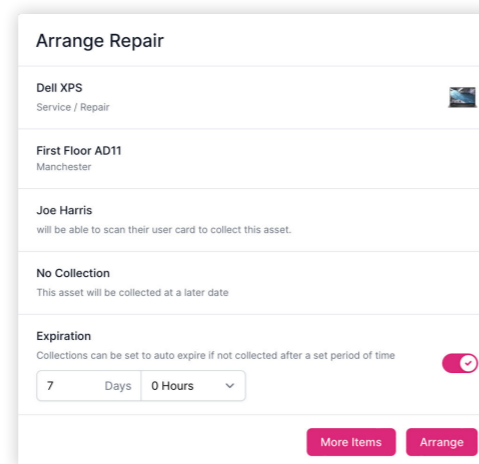 Arrange Repair
Dell XPS
Service / Repair
First Floor AD11
Manchester
Joe Harris
will be able to scan their user card to collect this asset.
No Collection
This asset will be collected at a later date
Expiration
Collections can be set to auto expire if not collected after a set period of time
7 Days 0 Hours
More Items Arrange